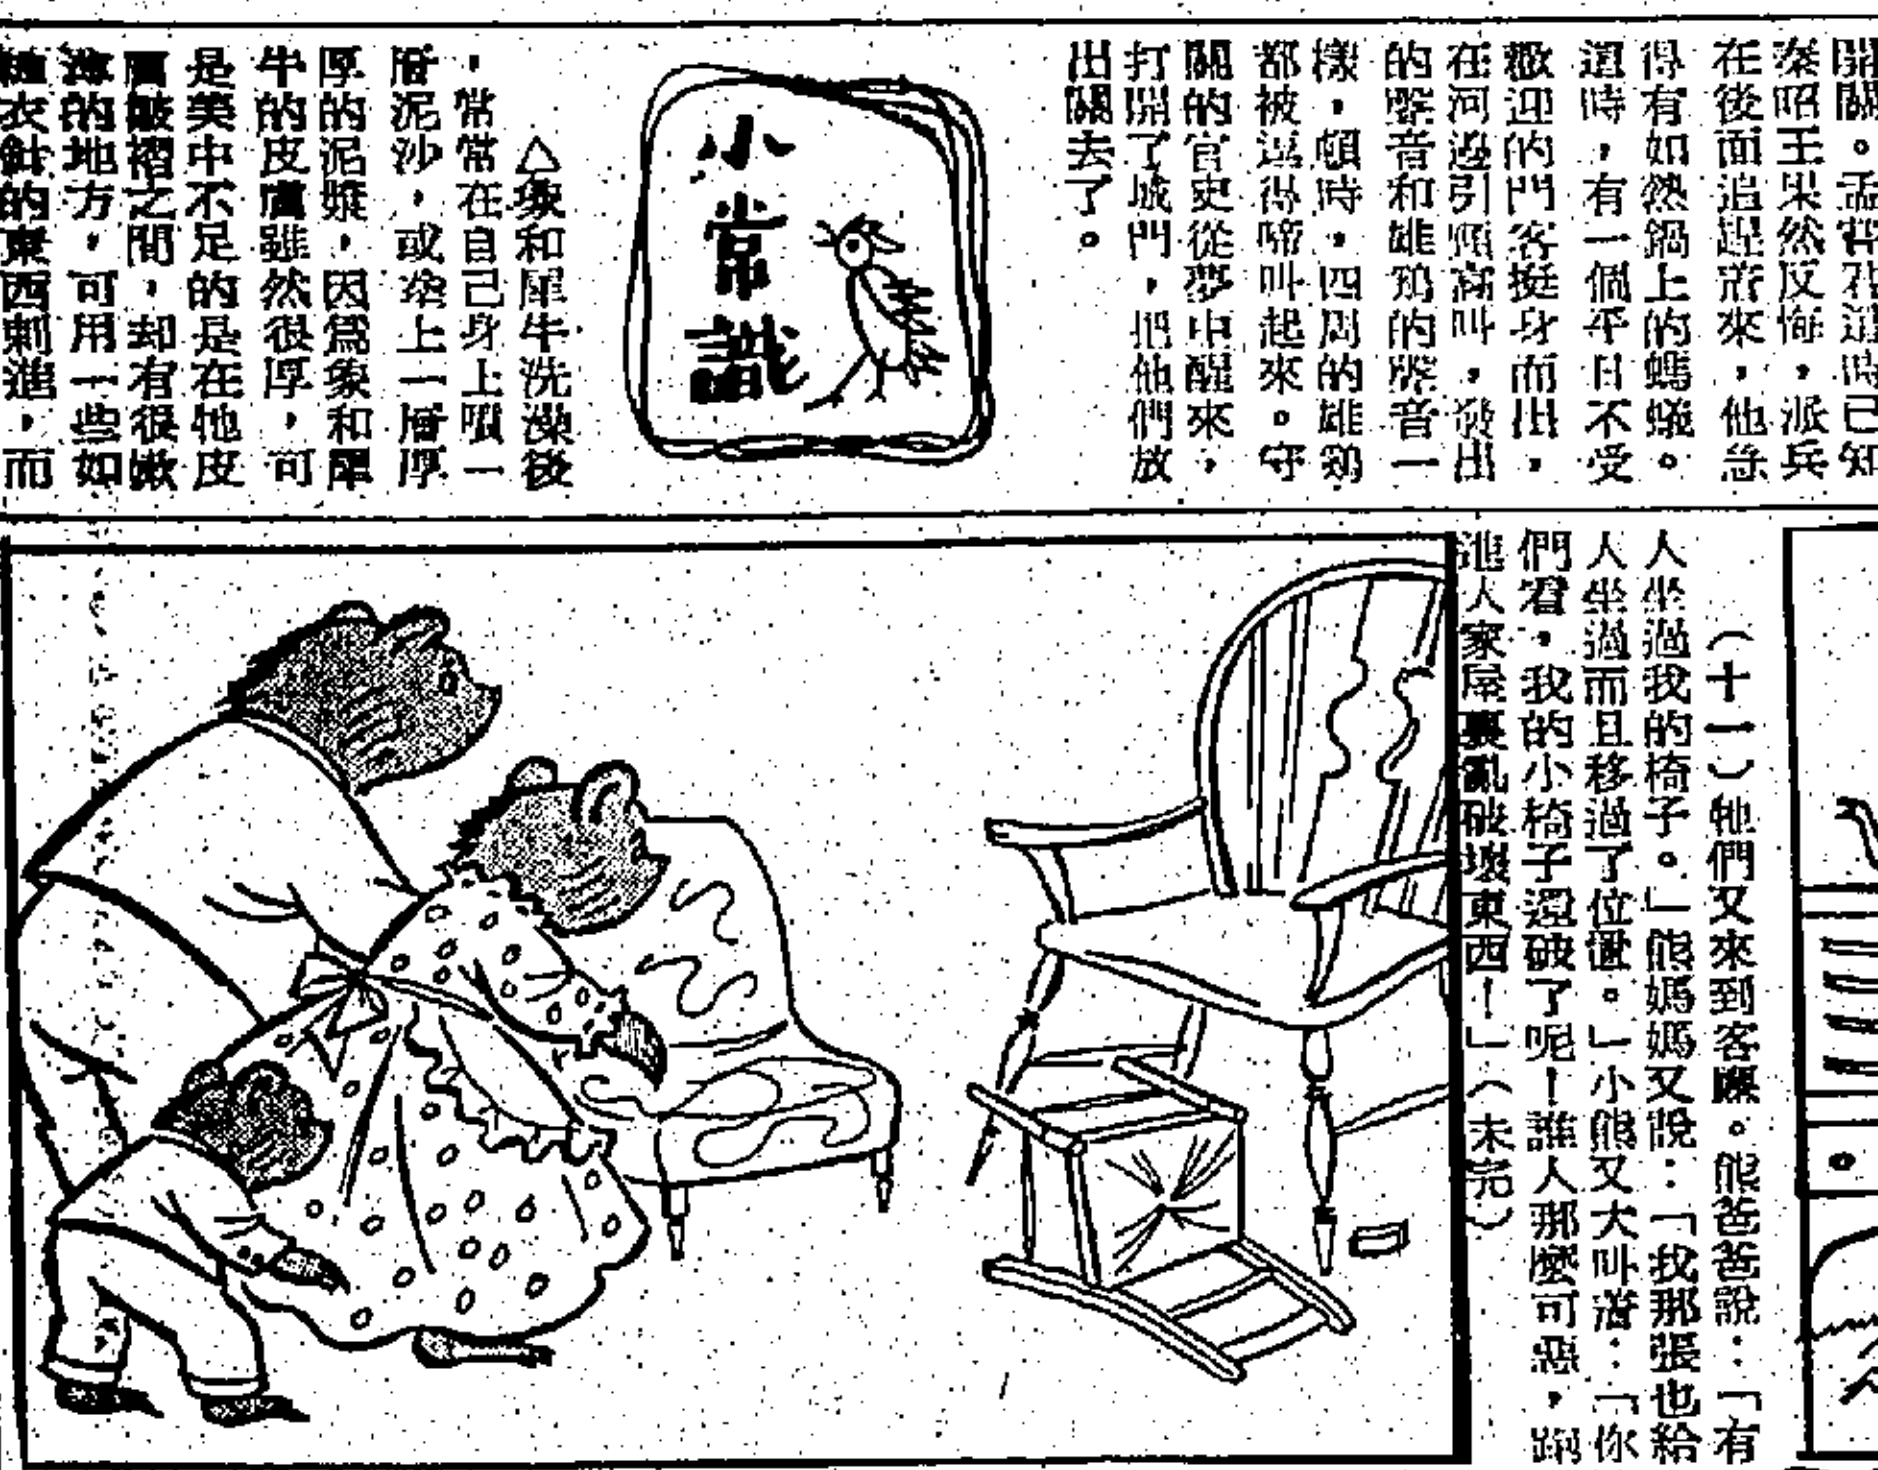 開關。孟嘗君這時已知
秦昭王果然反悔，派兵
在後面追趕前來，他急
得有如熱鍋上的螞蟻。
這時，有一個平日不受
歡迎的門客挺身而出，
在河邊引頸高叫，發出
的聲音和雄鷄的聲音一
樣，頓時，四周的雄鷄
都被逗得啼叫起來。守
關的官吏從夢中醒來，
打開了城門，把他們放
出關去了。
小常識
△象和犀牛洗澡後
，常常在自己身上噴一
層泥沙，或塗上一層厚
厚的泥漿，因爲象和犀
牛的皮膚雖然很厚，可
是美中不足的是在牠皮
膚皺褶之間，却有很嫩
薄的地方，可用一些如
縫衣針的東西刺進，而
（十一）牠們又來到客廳。熊爸爸說：「有
人坐過我的椅子。」熊媽媽又說：「我那張也給
人坐過而且移過了位置。」小熊又大叫着：「你
們看，我的小椅子還破了呢！誰人那麼可惡，跑
進人家屋裏亂破壞東西！」（未完）